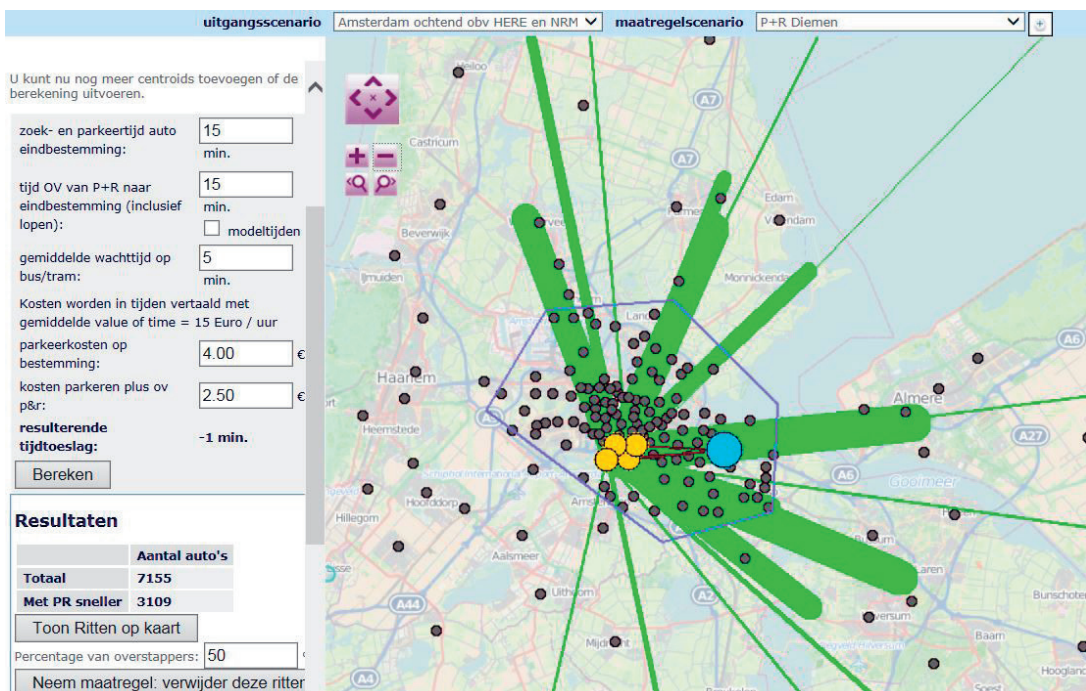 uitgangsscenario Amsterdam ochtend obv HERE en NRM maatregelscenario P+R Diemen
U kunt nu nog meer centroids toevoegen of de
berekening uitvoeren.
zoek- en parkeertijd auto
eindbestemming:
15
min.
tijd OV van P+R naar
eindbestemming (inclusief
lopen):
15
min.
modeltijden
gemiddelde wachttijd op
bus/tram:
5
min.
Kosten worden in tijden vertaald met
gemiddelde value of time = 15 Euro / uur
parkeerkosten op
bestemming:
4.00 €
kosten parkeren plus ov
p&r:
2.50 €
resulterende
tijdtoeslag:
-1 min.
Bereken
Resultaten
Aantal auto's
Totaal 7155
Met PR sneller 3109
Toon Ritten op kaart
Percentage van overstappers: 50
Neem maatregel: verwijder deze ritten
Heiloo
A7
Castricum
A7
Edam
Beverwijk
IJmuiden
Monnickendam
Haarlem
A6
Almere
Heemstede
A27
A6
Gooimeer
Hoofddorp
Hillegom
Aalsmeer
Laren
A44
Uithoorn
A2
Bunschoten
Baam
Hoogland
Soest